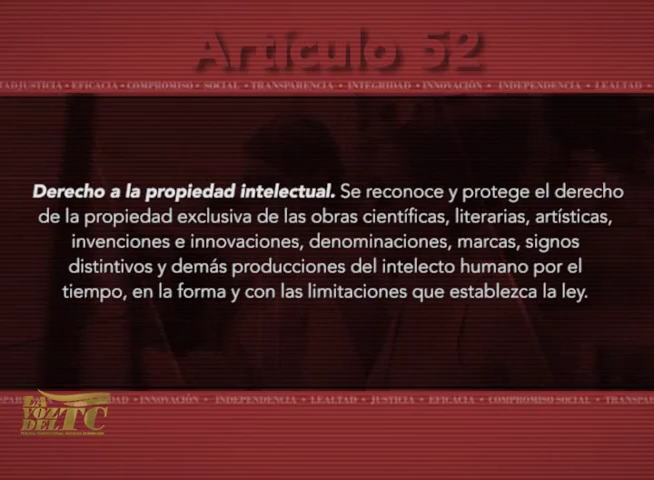 Artículo 52
JUSTICIA • EFICACIA • COMPROMISO • SOCIAL • TRANSPARENCIA • INTEGRIDAD • INNOVACIÓN • INDEPENDENCIA • LEALTAD
Derecho a la propiedad intelectual. Se reconoce y protege el derecho
de la propiedad exclusiva de las obras científicas, literarias, artísticas,
invenciones e innovaciones, denominaciones, marcas, signos
distintivos y demás producciones del intelecto humano por el
tiempo, en la forma y con las limitaciones que establezca la ley.
• INNOVACIÓN • INDEPENDENCIA • LEALTAD • JUSTICIA • EFICACIA • COMPROMISO SOCIAL •
LA
VOZ
DEL TC